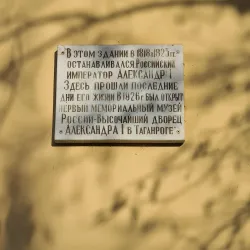 "В ЭТОМ ЗДАНИИ В 1818 И 1825 ГГ.
ОСТАНАВЛИВАЛСЯ РОССИЙСКИЙ
ИМПЕРАТОР АЛЕКСАНДР I
ЗДЕСЬ ПРОШЛИ ПОСЛЕДНИЕ
ДНИ ЕГО ЖИЗНИ В 1826 Г БЫЛ ОТКРЫТ
ПЕРВЫЙ МЕМОРИАЛЬНЫЙ МУЗЕЙ
РОССИИ-ВЫСОЧАЙШИЙ ДВОРЕЦ
АЛЕКСАНДРА I В ТАГАНРОГЕ"